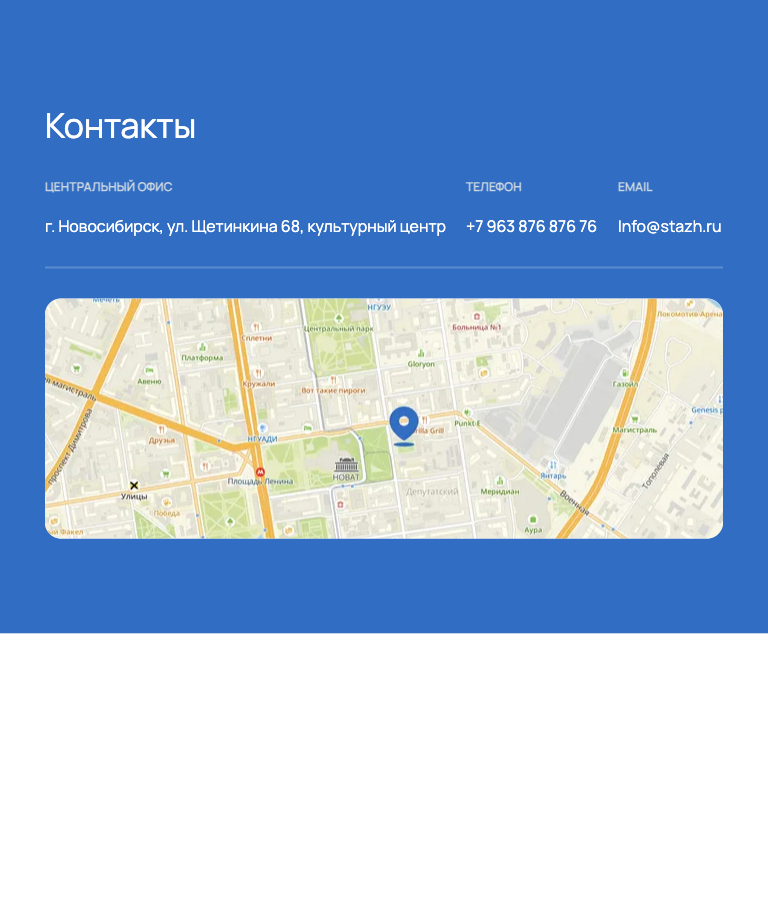 Контакты
ЦЕНТРАЛЬНЫЙ ОФИС
ТЕЛЕФОН
EMAIL
г. Новосибирск, ул. Щетинкина 68, культурный центр
+7 963 876 876 76
Info@stazh.ru
Мечеть
НГУЭУ
Локомотив-Арена
Центральный парк
Больница №1
Сплетни
Платформа
Gloryon
Авеню
Кружали
Вот такие пироги
Газойл
магистраль
Genesis
проспект Димитрова
Punkt E
Grill
Магистраль
Друзья
НГУАДИ
Тополёвая
Площадь Ленина
НОВАТ
Янтарь
Улицы
Депутатский
Меридиан
Военная
Победа
Факел
Аура